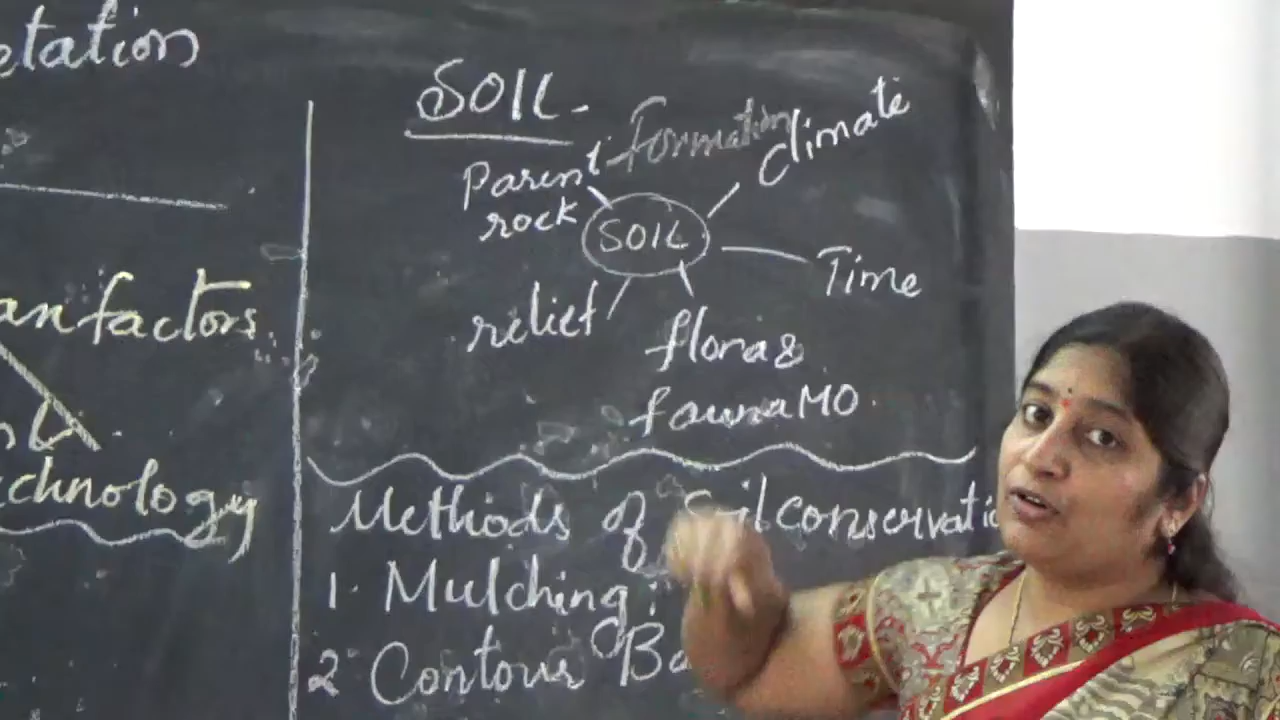 etation
an factors
chnology
SOIL
Formation
Parent
rock
Climate
SOIL
Time
relief
flora &
fauna MO
Methods of Soil conservati
1. Mulching:
2 Contour Ba